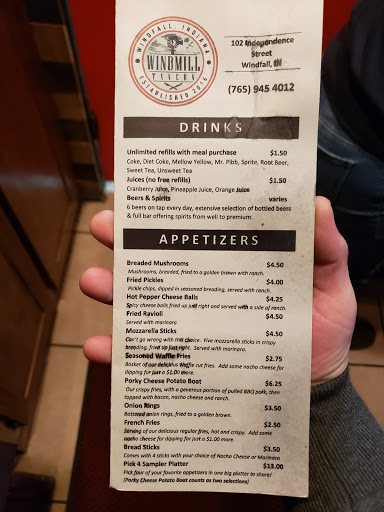 WINDFALL, INDIANA
WINDMILL
TAVERN
ESTABLISHED 2016
102 Independence
Street
Windfall, IN
(765) 945 4012
DRINKS
Unlimited refills with meal purchase $1.50
Coke, Diet Coke, Mellow Yellow, Mr. Pibb, Sprite, Root Beer,
Sweet Tea, Unsweet Tea
Juices (no free refills) $1.50
Cranberry Juice, Pineapple Juice, Orange Juice
Beers & Spirits varies
6 beers on tap every day, extensive selection of bottled beers
& full bar offering spirits from well to premium.
APPETIZERS
Breaded Mushrooms $4.50
Mushrooms, breaded, fried to a golden brown with ranch.
Fried Pickles $4.00
Pickle chips, dipped in seasoned breading, served with ranch.
Hot Pepper Cheese Balls $4.25
Spicy cheese balls fried up just right and served with a side of ranch.
Fried Ravioli $4.50
Served with marinara
Mozzarella Sticks $4.50
Can't go wrong with this choice. Five mozzarella sticks in crispy
breading, fried up just right. Served with marinara.
Seasoned Waffle Fries $2.75
Basket of our delicious Waffle cut fries. Add some nacho cheese for
dipping for just a $1.00 more.
Porky Cheese Potato Boat $6.25
Our crispy fries, with a generous portion of pulled BBQ pork, then
topped with bacon, nacho cheese and ranch.
Onion Rings $3.50
Battered onion rings, fried to a golden brown.
French Fries $2.50
Serving of our delicious regular fries, hot and crispy. Add some
nacho cheese for dipping for just a $1.00 more.
Bread Sticks $3.50
Comes with 4 sticks with your choice of Nacho Cheese or Marinara
Pick 4 Sampler Platter $13.00
Pick four of your favorite appetizers in one big platter to share!
(Porky Cheese Potato Boat counts as two selections)